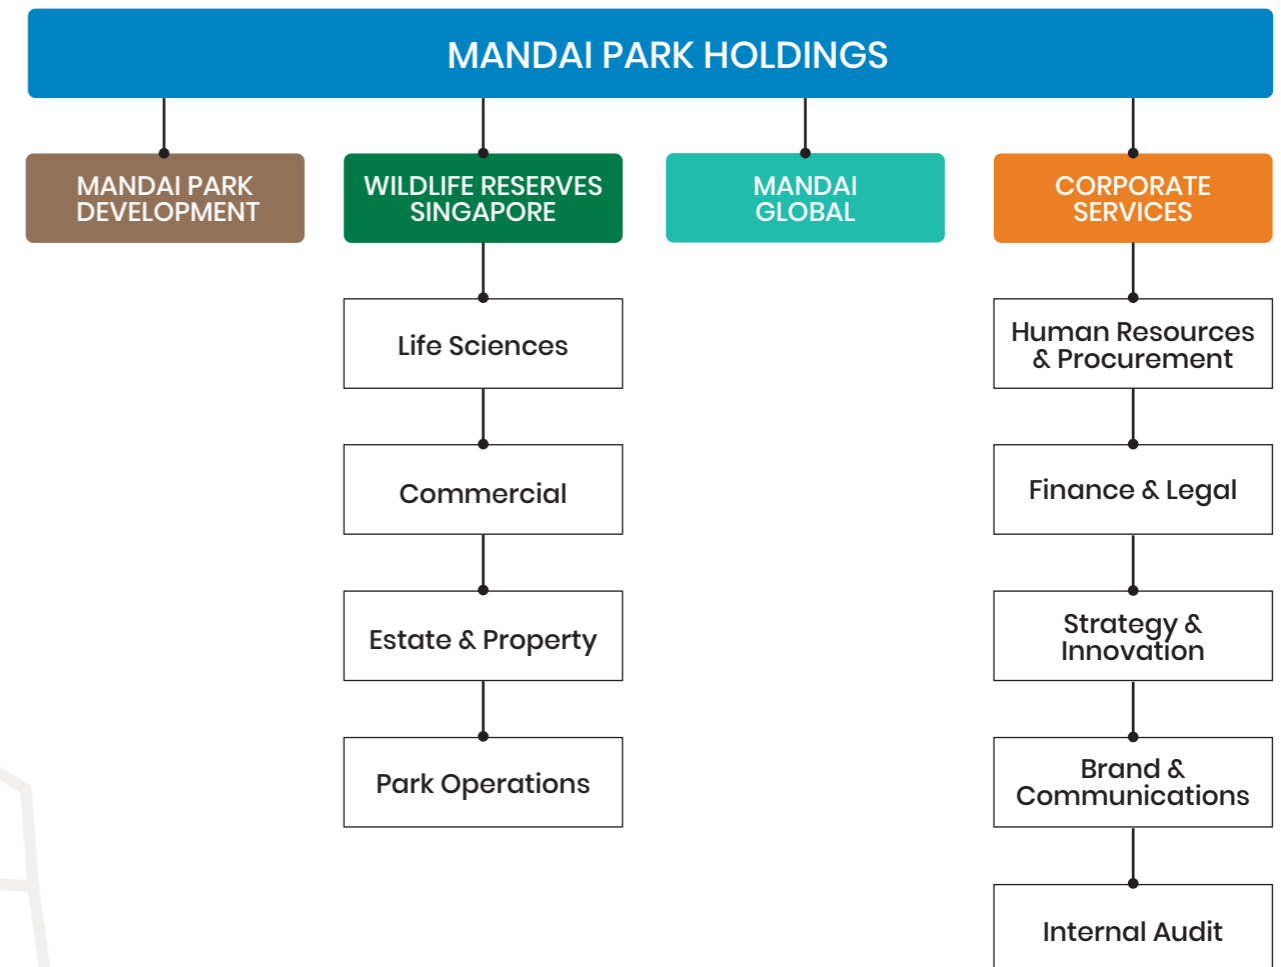 MANDAI PARK HOLDINGS
MANDAI PARK
DEVELOPMENT
WILDLIFE RESERVES
SINGAPORE
MANDAI
GLOBAL
CORPORATE
SERVICES
Life Sciences
Commercial
Estate & Property
Park Operations
Human Resources
& Procurement
Finance & Legal
Strategy &
Innovation
Brand &
Communications
Internal Audit